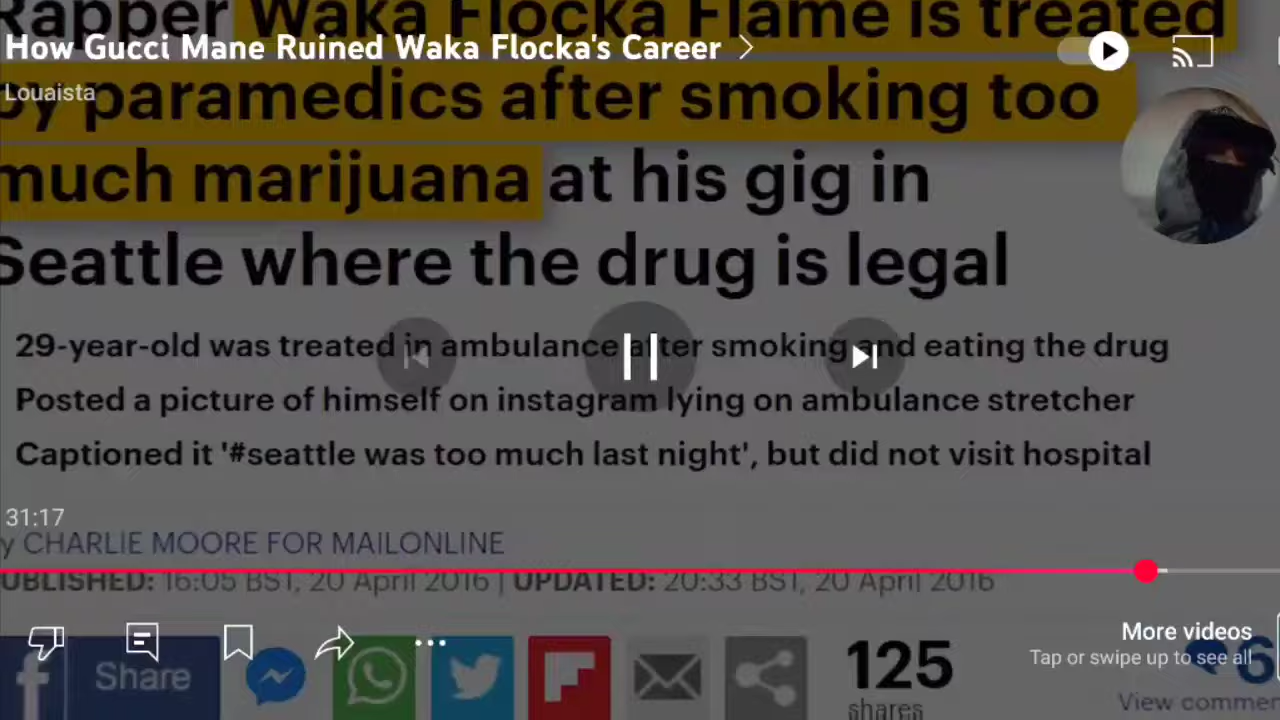 Rapper Waka Flocka Flame is treated
How Gucci Mane Ruined Waka Flocka's Career
Louaista
by paramedics after smoking too
much marijuana at his gig in
Seattle where the drug is legal
29-year-old was treated in ambulance after smoking and eating the drug
Posted a picture of himself on instagram lying on ambulance stretcher
Captioned it '#seattle was too much last night', but did not visit hospital
31:17
y CHARLIE MOORE FOR MAILONLINE
UBLISHED: 16:05 BST, 20 April 2016 | UPDATED: 20:33 BST, 20 April 2016
More videos
Tap or swipe up to see all
Share
125
shares
6
View commen